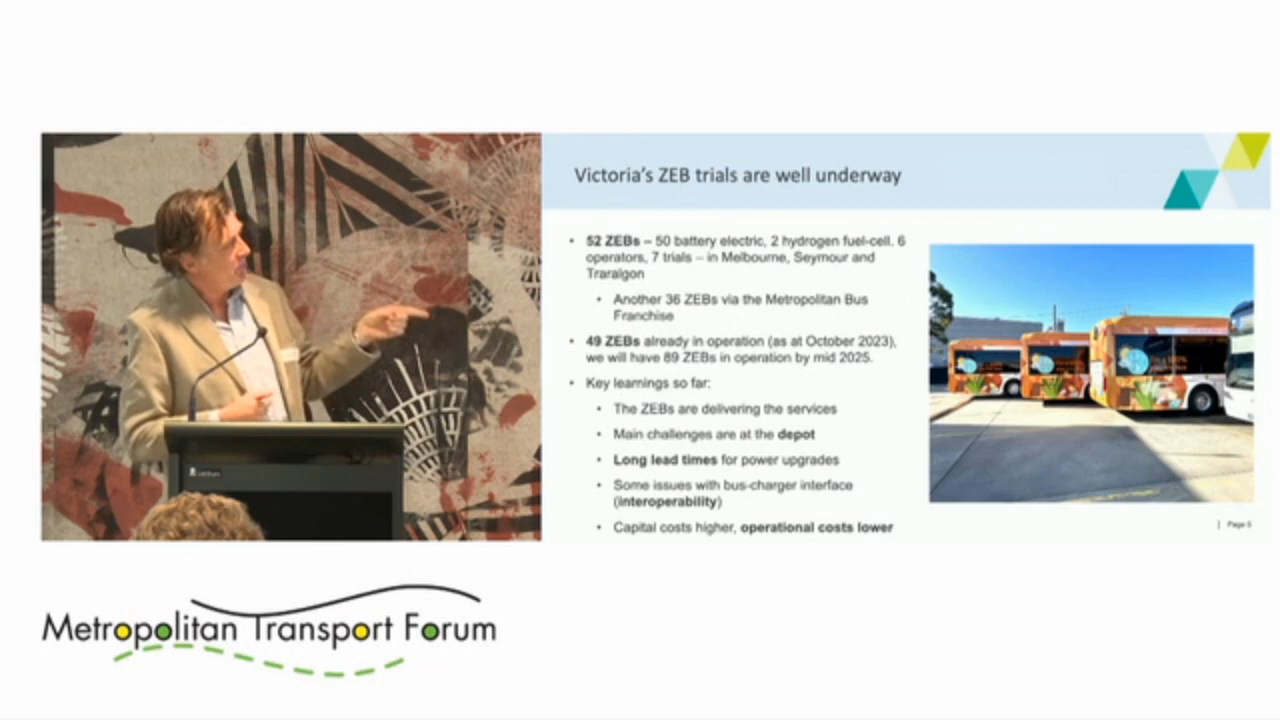 Victoria's ZEB trials are well underway
• 52 ZEBs – 50 battery electric, 2 hydrogen fuel-cell. 6
operators, 7 trials – in Melbourne, Seymour and
Traralgon
• Another 36 ZEBs via the Metropolitan Bus
Franchise
• 49 ZEBs already in operation (as at October 2023),
we will have 89 ZEBs in operation by mid 2025.
• Key learnings so far:
• The ZEBs are delivering the services
• Main challenges are at the depot
• Long lead times for power upgrades
• Some issues with bus-charger interface
(interoperability)
• Capital costs higher, operational costs lower
| Page 5
Metropolitan Transport Forum